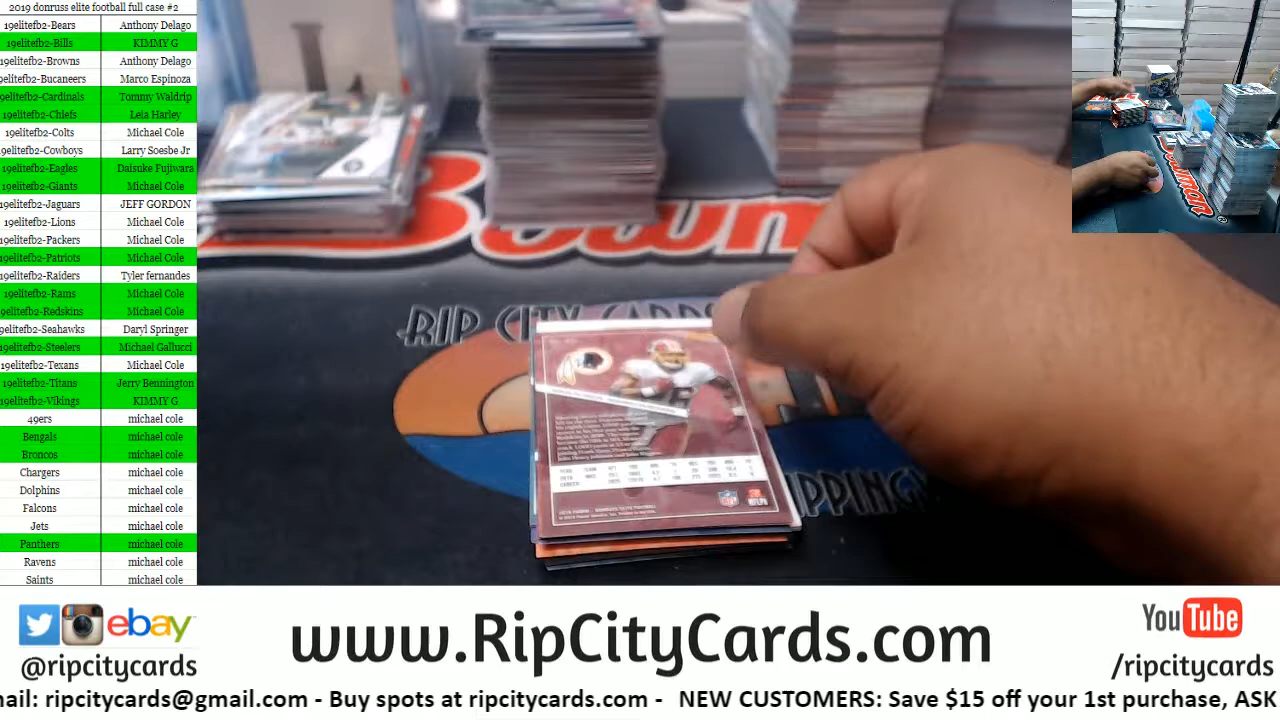 2019 donruss elite football full case #2
19elitefb2-Bears Anthony Delago
19elitefb2-Bills KIMMY G
19elitefb2-Browns Anthony Delago
9elitefb2-Bucaneers Marco Espinoza
9elitefb2-Cardinals Tommy Waldrip
19elitefb2-Chiefs Lela Harley
19elitefb2-Colts Michael Cole
9elitefb2-Cowboys Larry Soesbe Jr
19elitefb2-Eagles Daisuke Fujiwara
19elitefb2-Giants Michael Cole
19elitefb2-Jaguars JEFF GORDON
19elitefb2-Lions Michael Cole
19elitefb2-Packers Michael Cole
19elitefb2-Patriots Michael Cole
19elitefb2-Raiders Tyler fernandes
19elitefb2-Rams Michael Cole
19elitefb2-Redskins Michael Cole
9elitefb2-Seahawks Daryl Springer
19elitefb2-Steelers Michael Gallucci
19elitefb2-Texans Michael Cole
19elitefb2-Titans Jerry Bennington
19elitefb2-Vikings KIMMY G
49ers michael cole
Bengals michael cole
Broncos michael cole
Chargers michael cole
Dolphins michael cole
Falcons michael cole
Jets michael cole
Panthers michael cole
Ravens michael cole
Saints michael cole
Bowm
RIP CITY CARDS
RIPPING
NFL
owman
ebay
@ripcitycards
www.RipCityCards.com
YouTube
/ripcitycards
nail: ripcitycards@gmail.com - Buy spots at ripcitycards.com - NEW CUSTOMERS: Save $15 off your 1st purchase, ASK